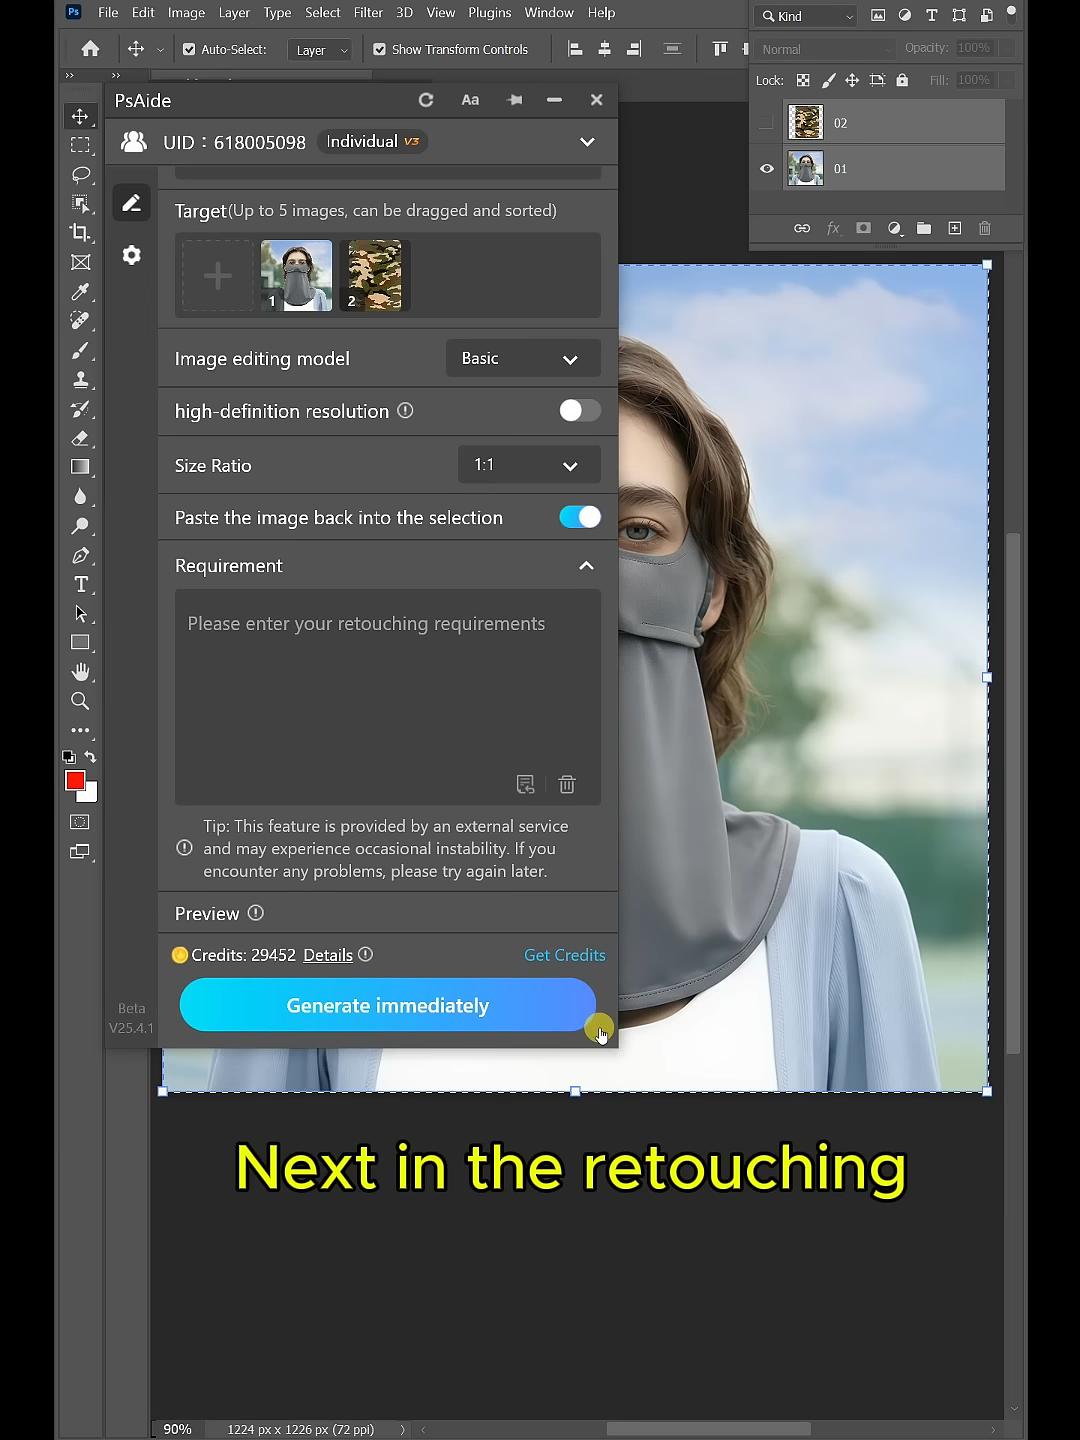 Ps File Edit Image Layer Type Select Filter 3D View Plugins Window Help
Auto-Select: Layer Show Transform Controls
Kind
Normal Opacity: 100%
Lock: Fill: 100%
02
01
PsAide Aa
UID：618005098 Individual V3
Target(Up to 5 images, can be dragged and sorted)
1 2
Image editing model Basic
high-definition resolution
Size Ratio 1:1
Paste the image back into the selection
Requirement
Please enter your retouching requirements
Tip: This feature is provided by an external service
and may experience occasional instability. If you
encounter any problems, please try again later.
Preview
Credits: 29452 Details Get Credits
Generate immediately
Beta
V25.4.1
Next in the retouching
90% 1224 px x 1226 px (72 ppi)